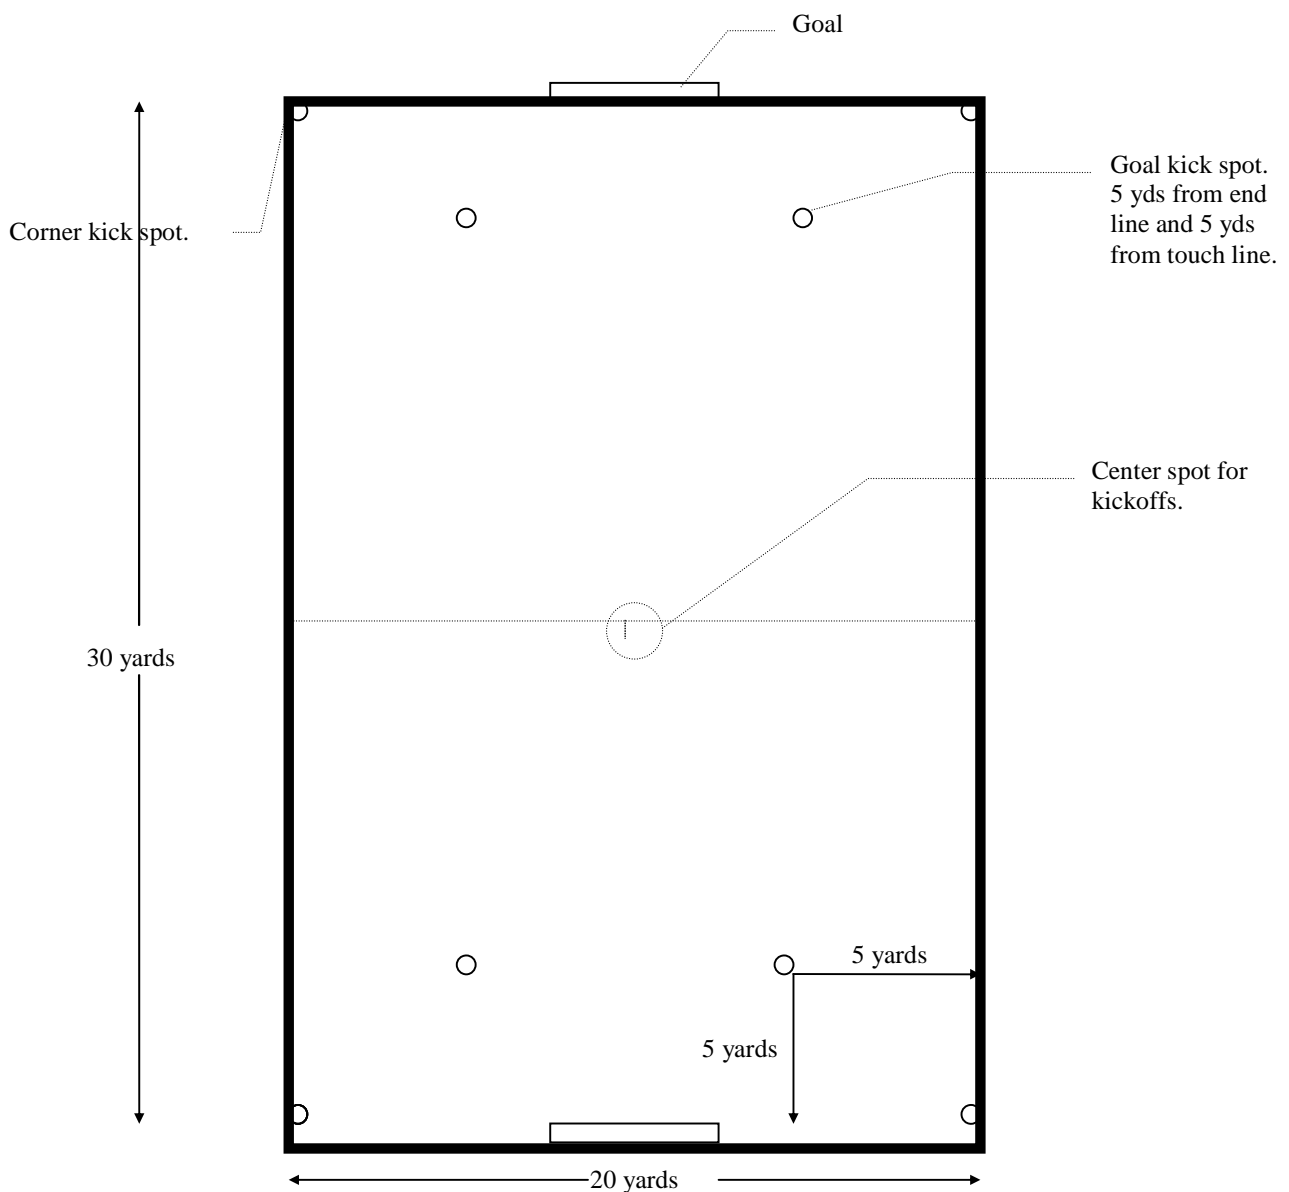 Goal
Goal kick spot.
5 yds from end
line and 5 yds
from touch line.
Corner kick spot.
Center spot for
kickoffs.
30 yards
5 yards
5 yards
20 yards